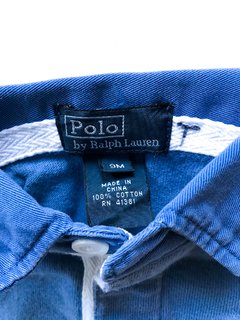 Polo
by Ralph Lauren
9M
MADE IN
CHINA
100% COTTON
RN 41381